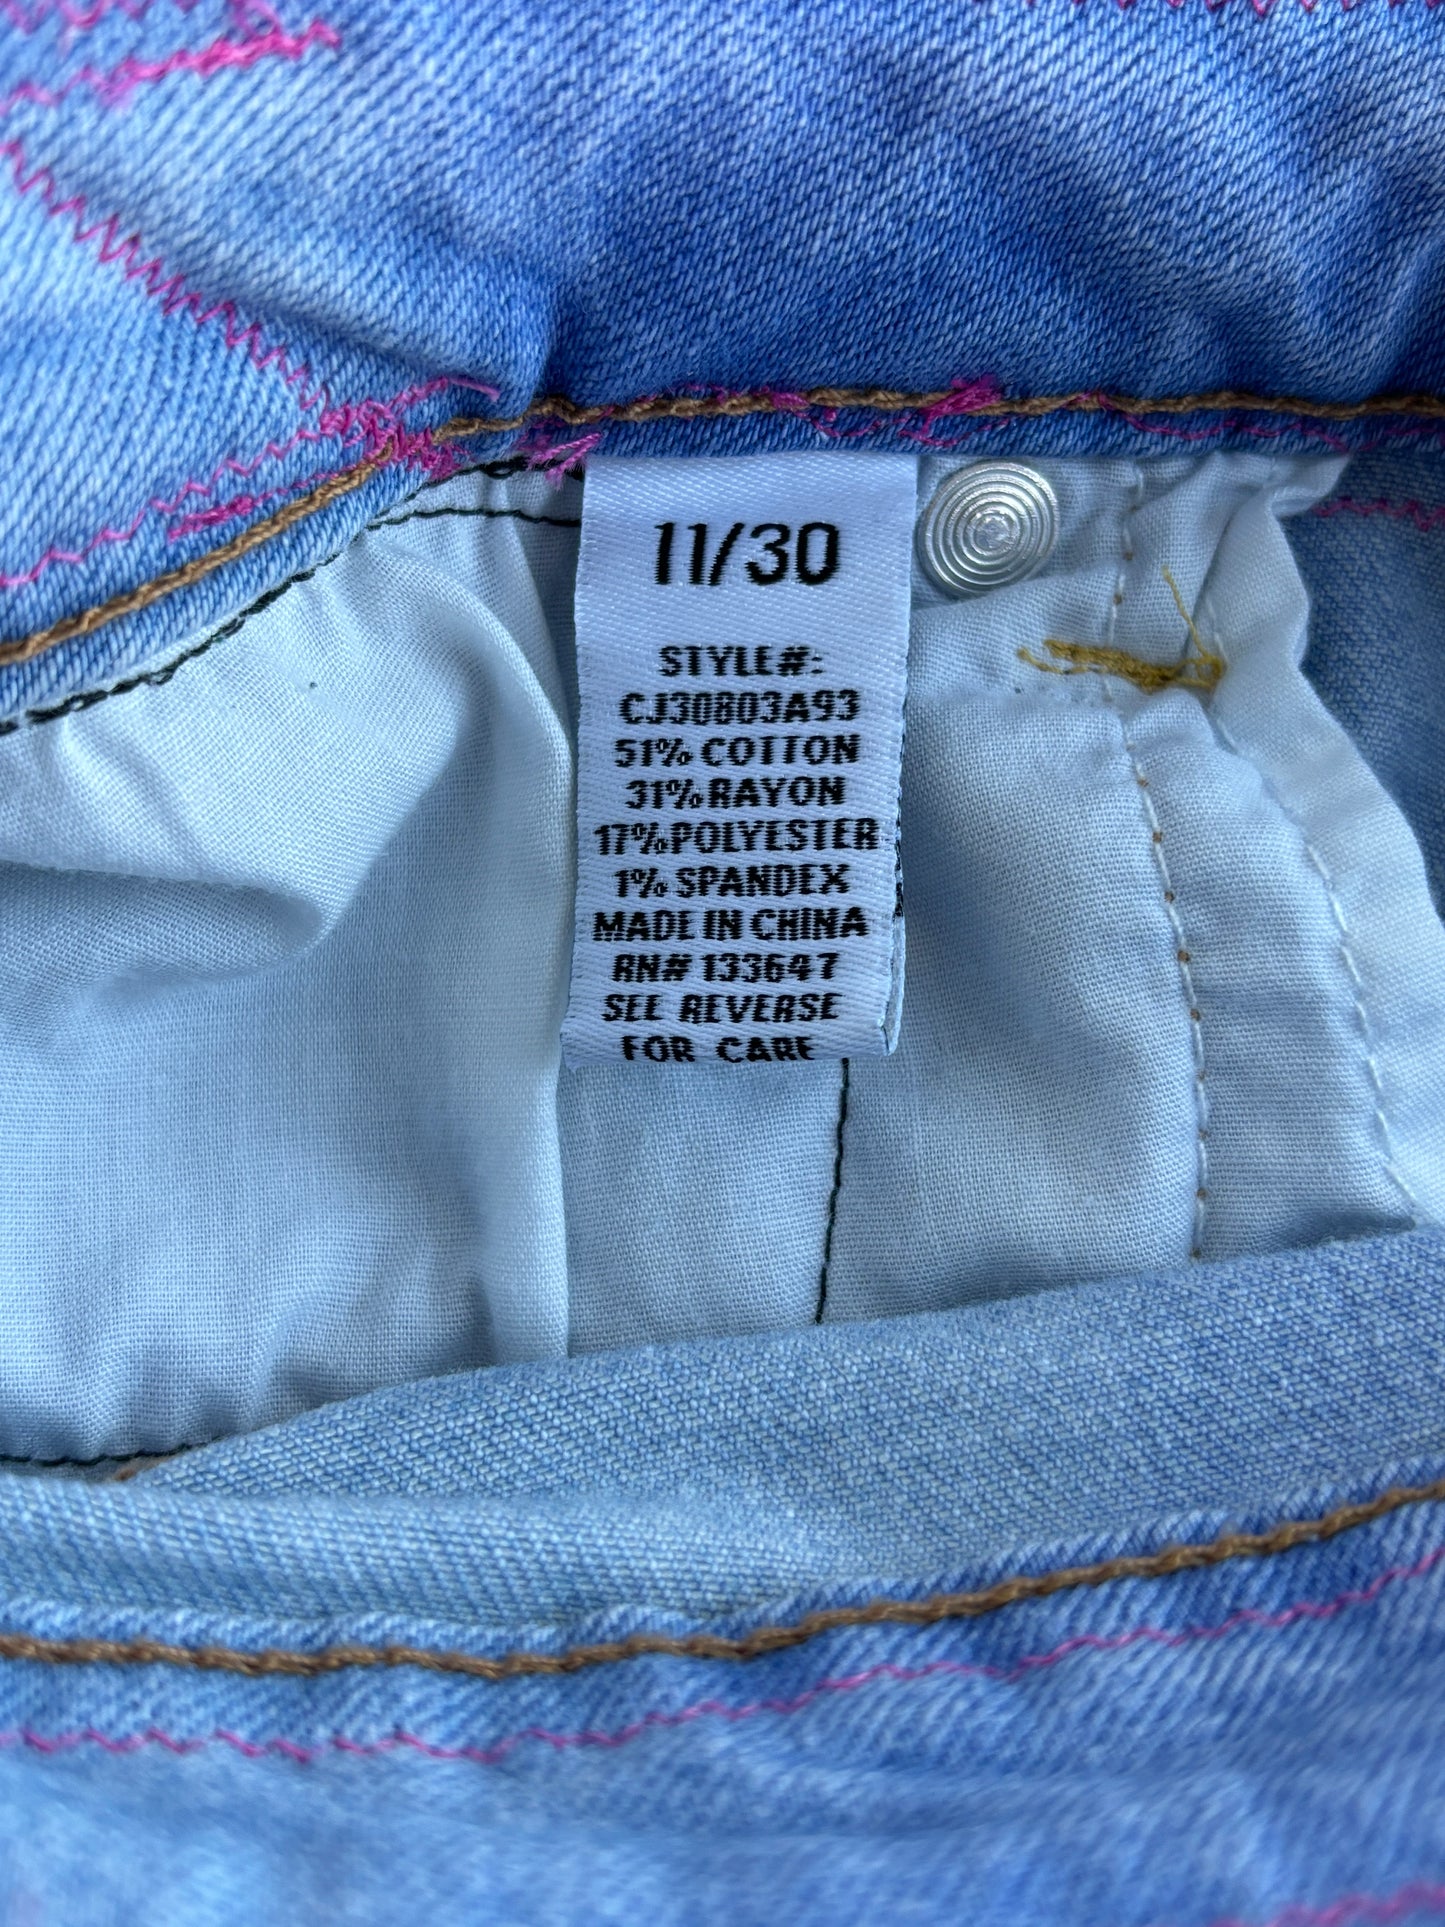 11/30
STYLE#:
CJ30803A93
51% COTTON
31% RAYON
17% POLYESTER
1% SPANDEX
MADE IN CHINA
RN# 133647
SEE REVERSE
FOR CARE